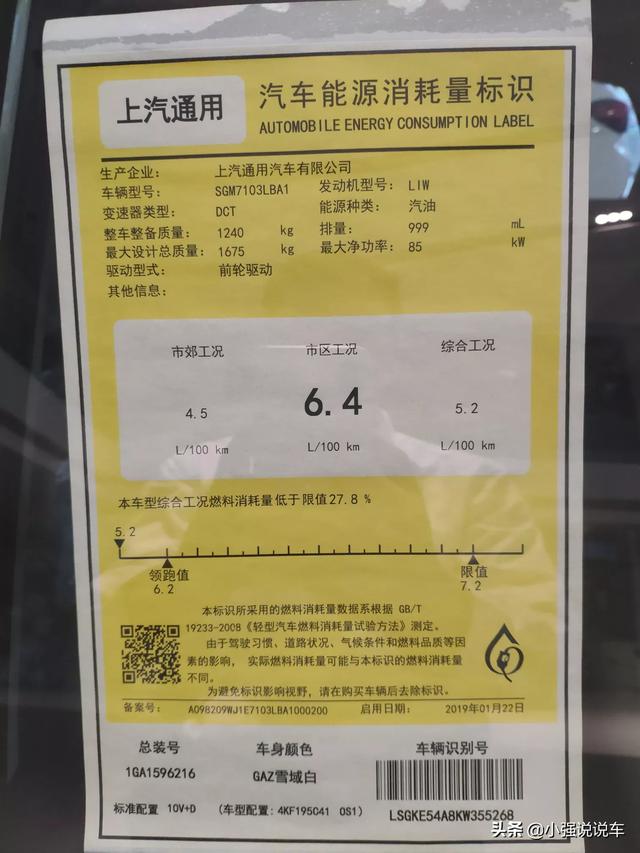 上汽通用
汽车能源消耗量标识
AUTOMOBILE ENERGY CONSUMPTION LABEL
生产企业： 上汽通用汽车有限公司
车辆型号： SGM7103LBA1 发动机型号： LIW
变速器类型： DCT 能源种类： 汽油
整车整备质量： 1240 kg 排量： 999 mL
最大设计总质量： 1675 kg 最大净功率： 85 kW
驱动型式： 前轮驱动
其他信息：
市郊工况 市区工况 综合工况
4.5 6.4 5.2
L/100 km L/100 km L/100 km
本车型综合工况燃料消耗量低于限值27.8 %
5.2
领跑值 限值
6.2 7.2
本标识所采用的燃料消耗量数据系根据 GB/T
19233-2008《轻型汽车燃料消耗量试验方法》测定。
由于驾驶习惯、道路状况、气候条件和燃料品质等因
素的影响， 实际燃料消耗量可能与本标识的燃料消耗量
不同。
为避免标识影响视野，请在购买车辆后去除标识。
备案号： A098209WJ1E7103LBA1000200 启用日期： 2019年01月22日
总装号 车身颜色 车辆识别号
1GA1596216 GAZ雪域白
标准配置 10V+D (车型配置:4KF195C41 0S1) LSGKE54A8KW355268
头条 @小强说说车